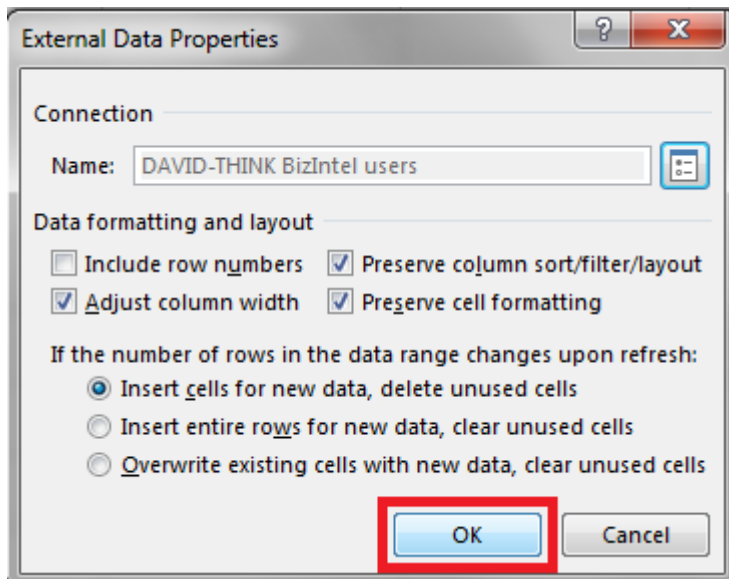 External Data Properties
?
Connection
Name: DAVID-THINK BizIntel users
Data formatting and layout
Include row numbers Preserve column sort/filter/layout
Adjust column width Preserve cell formatting
If the number of rows in the data range changes upon refresh:
Insert cells for new data, delete unused cells
Insert entire rows for new data, clear unused cells
Overwrite existing cells with new data, clear unused cells
OK Cancel